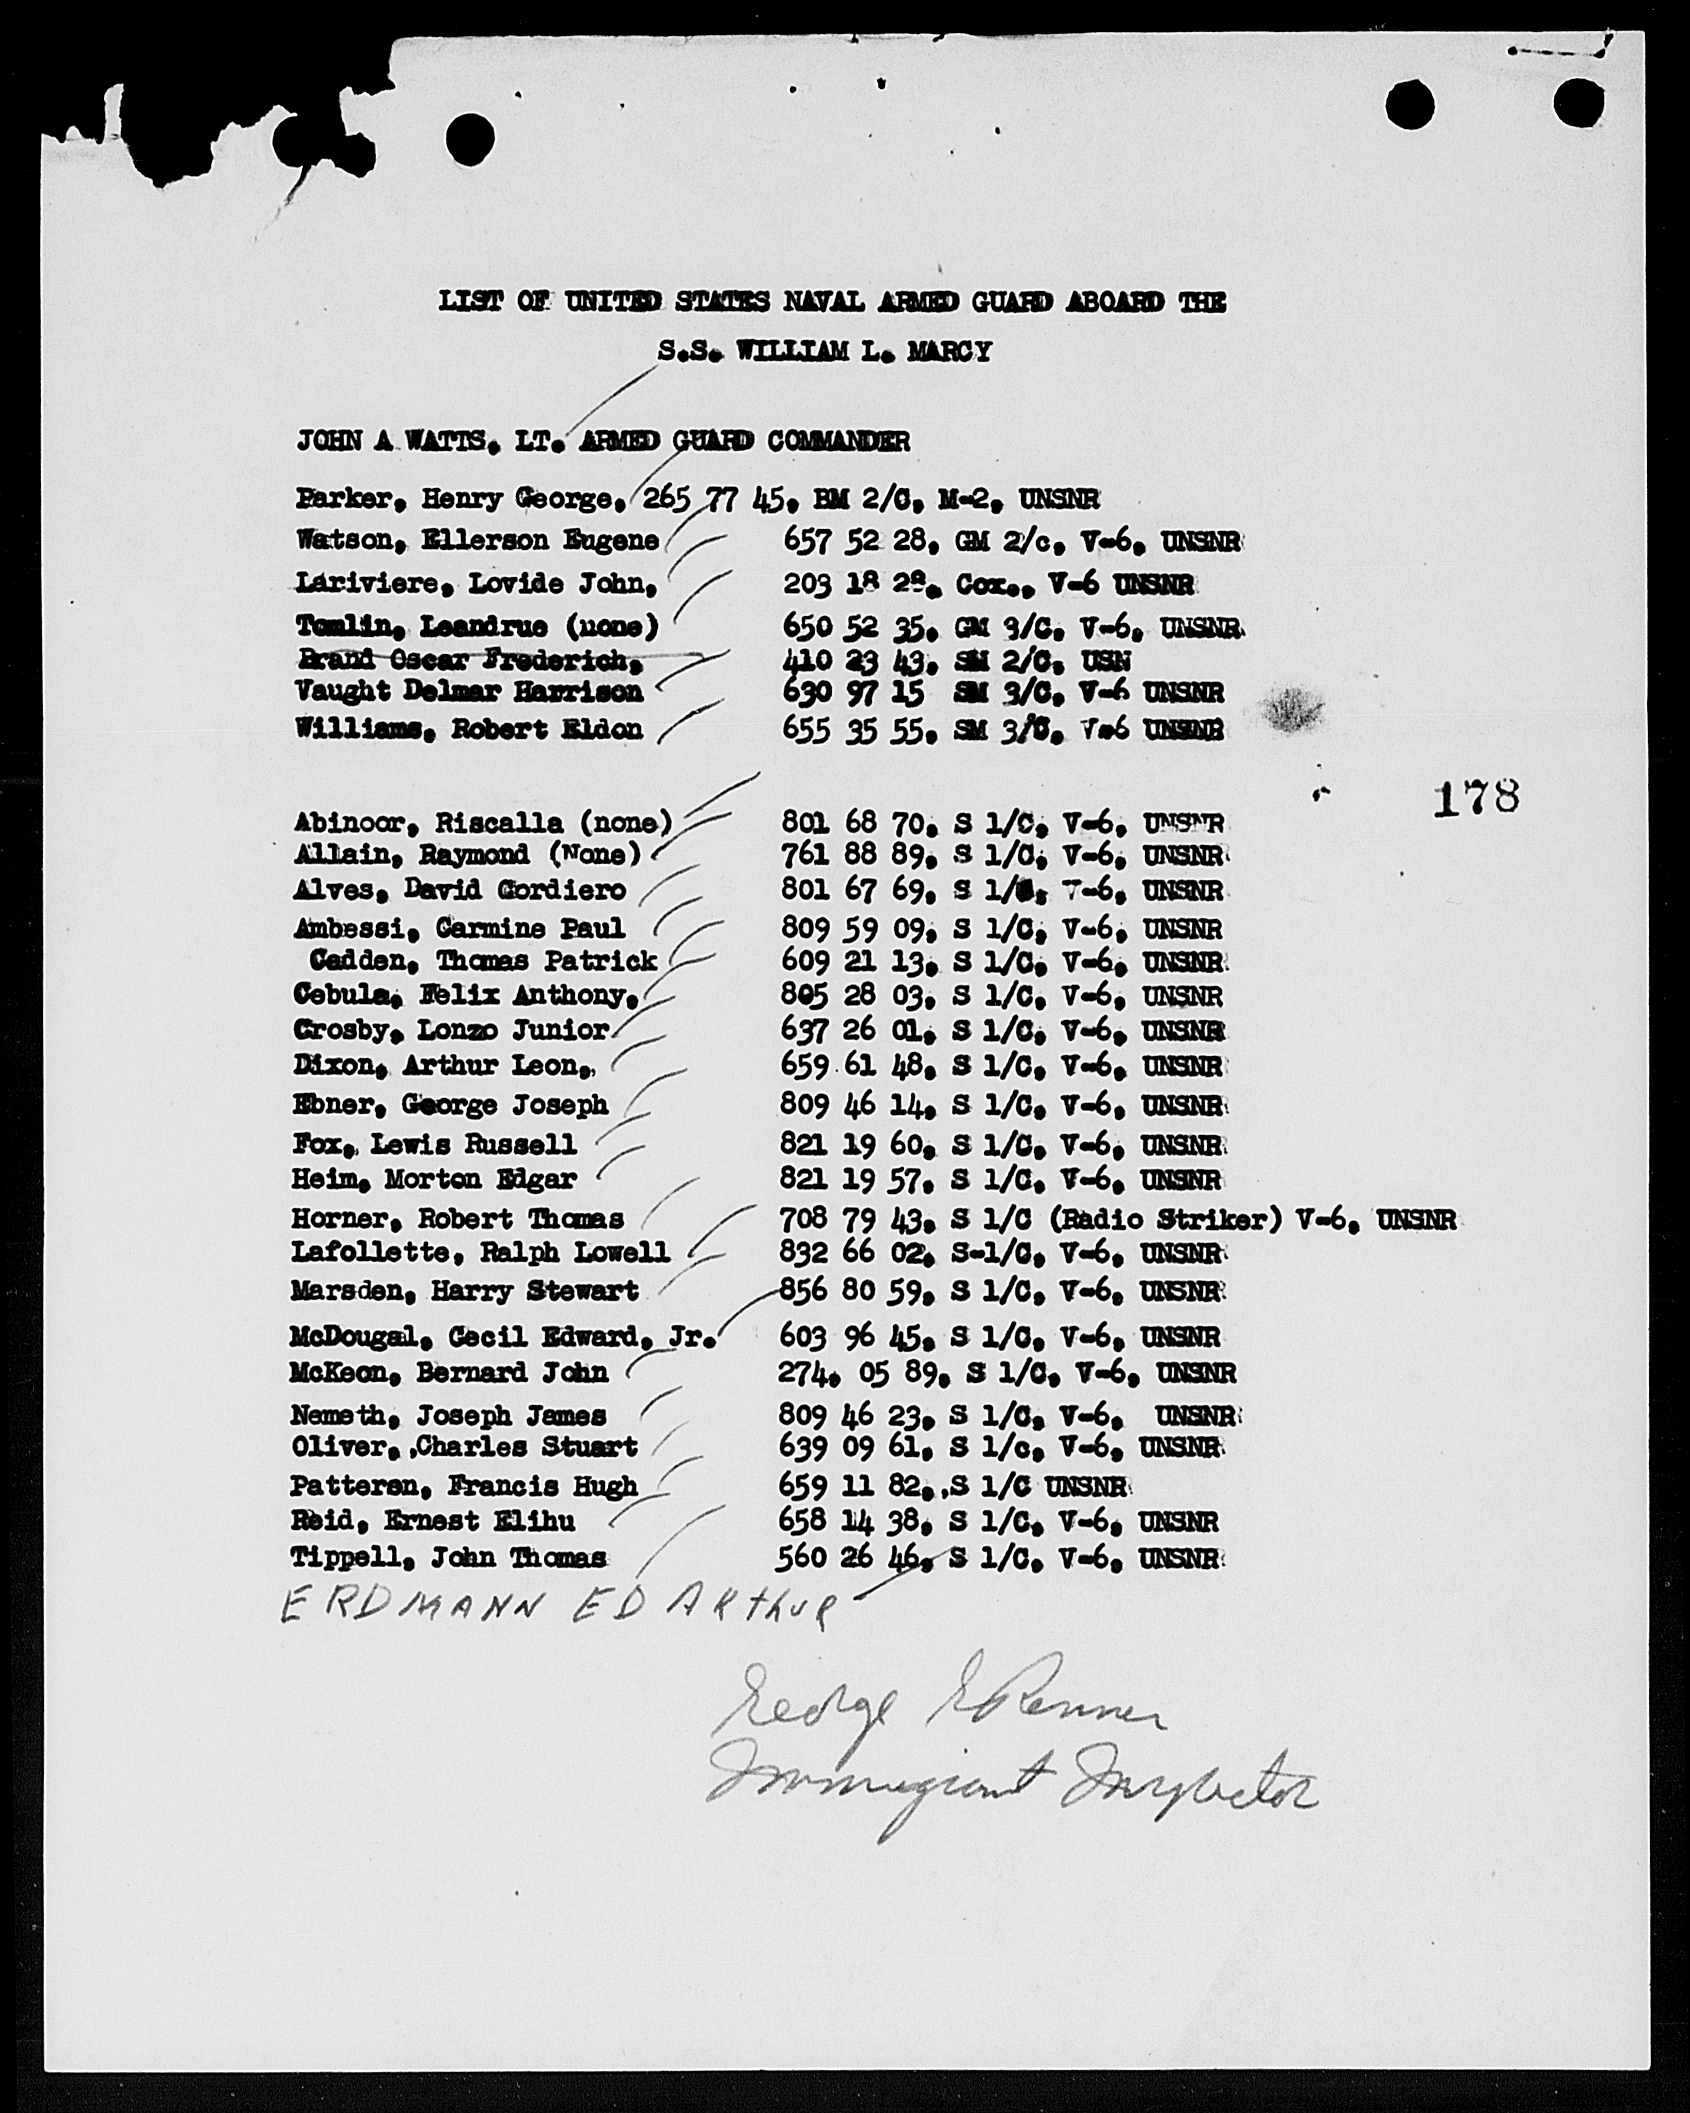 LIST OF UNITED STATES NAVAL ARMED GUARD ABOARD THE
S.S. WILLIAM L. MARCY
JOHN A WATTS, LT. ARMED GUARD COMMANDER
Parker, Henry George, 265 77 45, BM 2/C, M-2, UNSNR
Watson, Ellerson Eugene 657 52 28, GM 2/c, V-6, UNSNR
Lariviere, Lovide John, 203 18 28, Cox., V-6 UNSNR
Tomlin, Leandrue (none) 650 52 35, GM 3/C, V-6, UNSNR
Brand Oscar Frederich, 410 23 43, SM 2/C, USN
Vaught Delmar Harrison 630 97 15 SM 3/C, V-6 UNSNR
Williams, Robert Eldon 655 35 55, SM 3/C, V-6 UNSNR
178
Abinoor, Riscalla (none) 801 68 70, S 1/C, V-6, UNSNR
Allain, Raymond (None) 761 88 89, S 1/C, V-6, UNSNR
Alves, David Cordiero 801 67 69, S 1/C, V-6, UNSNR
Ambessi, Carmine Paul 809 59 09, S 1/C, V-6, UNSNR
Cadden, Thomas Patrick 609 21 13, S 1/C, V-6, UNSNR
Cebula, Felix Anthony, 805 28 03, S 1/C, V-6, UNSNR
Crosby, Lonzo Junior 637 26 01, S 1/C, V-6, UNSNR
Dixon, Arthur Leon,, 659 61 48, S 1/C, V-6, UNSNR
Ebner, George Joseph 809 46 14, S 1/C, V-6, UNSNR
Fox, Lewis Russell 821 19 60, S 1/C, V-6, UNSNR
Heim, Morton Edgar 821 19 57, S 1/C, V-6, UNSNR
Horner, Robert Thomas 708 79 43, S 1/C (Radio Striker) V-6, UNSNR
Lafollette, Ralph Lowell 832 66 02, S-1/C, V-6, UNSNR
Marsden, Harry Stewart 856 80 59, S 1/C, V-6, UNSNR
McDougal, Cecil Edward, Jr. 603 96 45, S 1/C, V-6, UNSNR
McKeon, Bernard John 274, 05 89, S 1/C, V-6, UNSNR
Nemeth, Joseph James 809 46 23, S 1/C, V-6, UNSNR
Oliver, ,Charles Stuart 639 09 61, S 1/c, V-6, UNSNR
Patteren, Francis Hugh 659 11 82,,S 1/C UNSNR
Reid, Ernest Elihu 658 14 38, S 1/C, V-6, UNSNR
Tippell, John Thomas 560 26 46, S 1/C, V-6, UNSNR
ERDMANN ED ARthUR
George E Renner
Immigrant Inspector